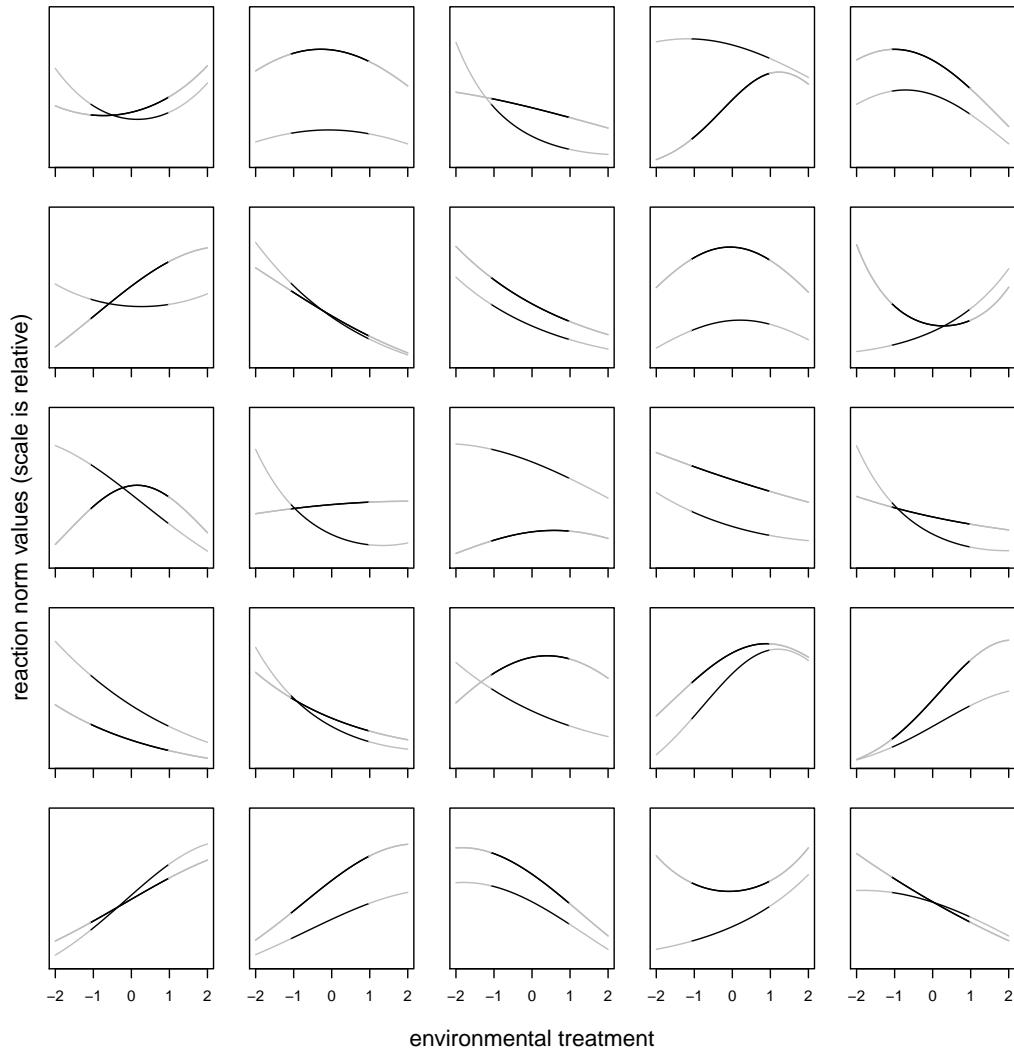 reaction norm values (scale is relative)
−2 −1 0 1 2 −2 −1 0 1 2 −2 −1 0 1 2 −2 −1 0 1 2 −2 −1 0 1 2
environmental treatment